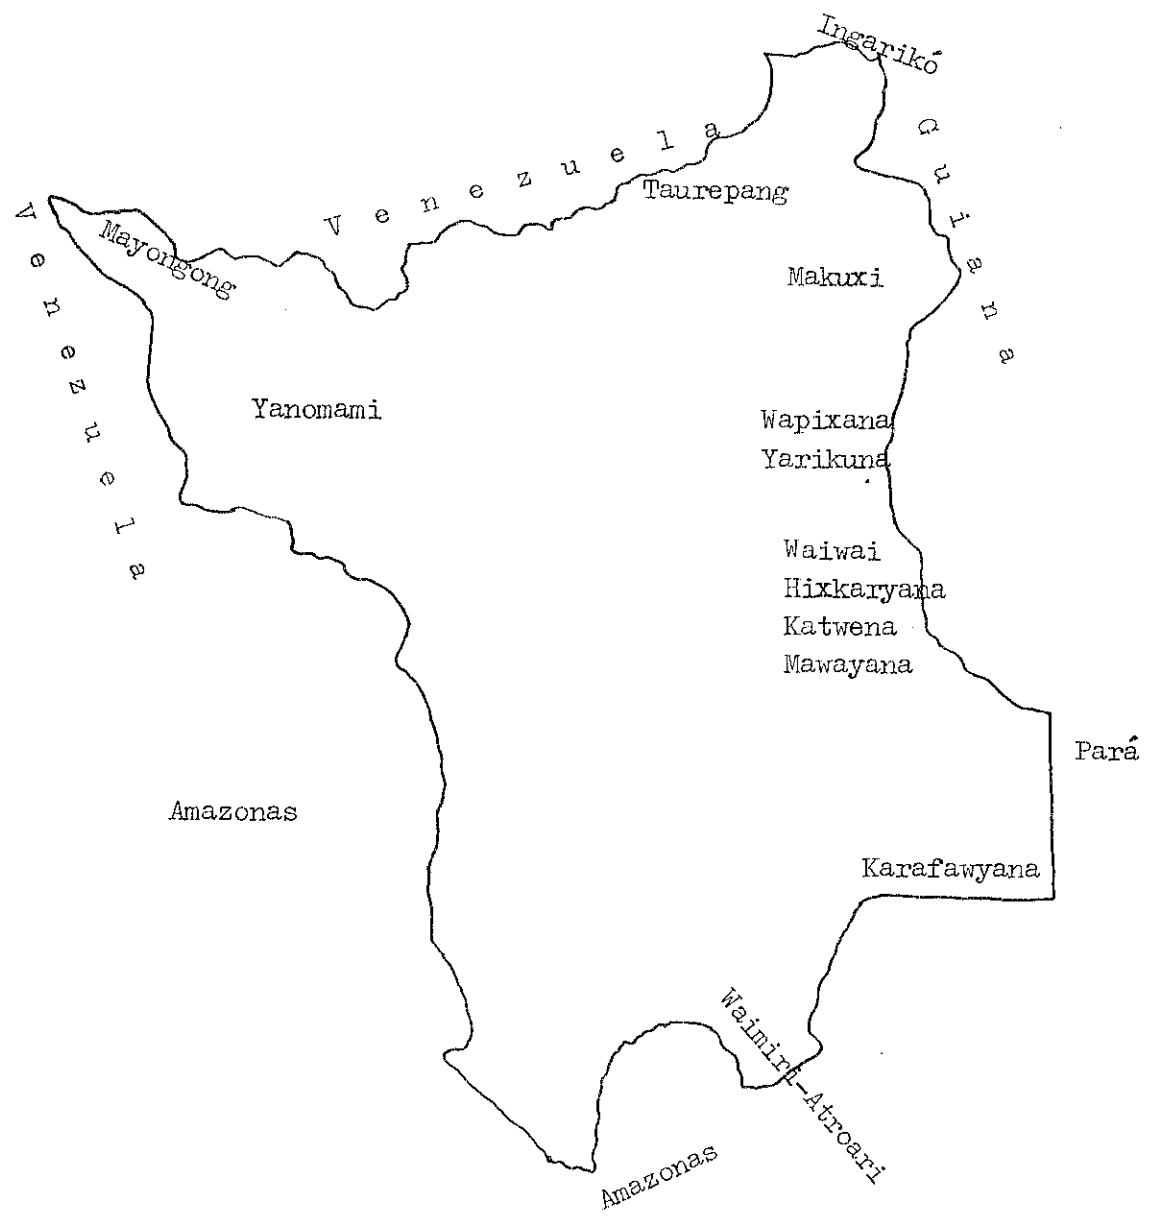 Ingarikó
Guiana
Venezuela
Taurepang
Venezuela
Mayongong
Makuxi
Yanomami
Wapixana
Yarikuna
Waiwai
Hixkaryana
Katwena
Mawayana
Pará
Amazonas
Karafawyana
Waimiri-Atroari
Amazonas